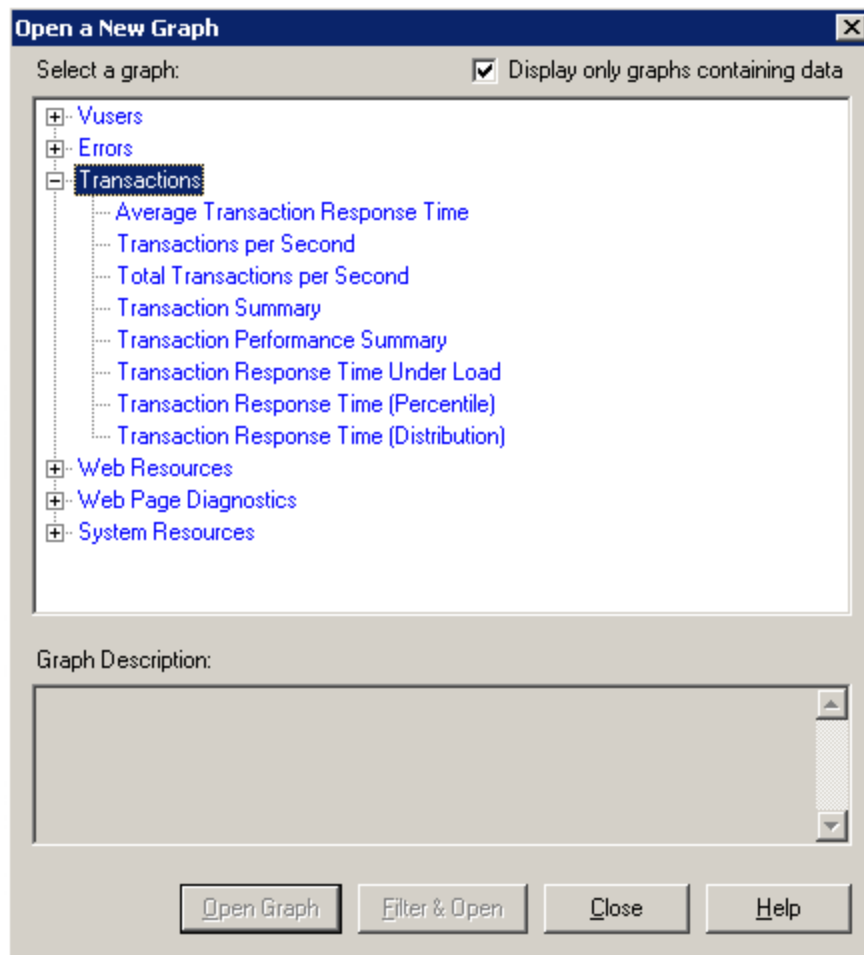 Open a New Graph
Select a graph: Display only graphs containing data
Vusers
Errors
Transactions
Average Transaction Response Time
Transactions per Second
Total Transactions per Second
Transaction Summary
Transaction Performance Summary
Transaction Response Time Under Load
Transaction Response Time (Percentile)
Transaction Response Time (Distribution)
Web Resources
Web Page Diagnostics
System Resources
Graph Description:
Open Graph Filter & Open Close Help